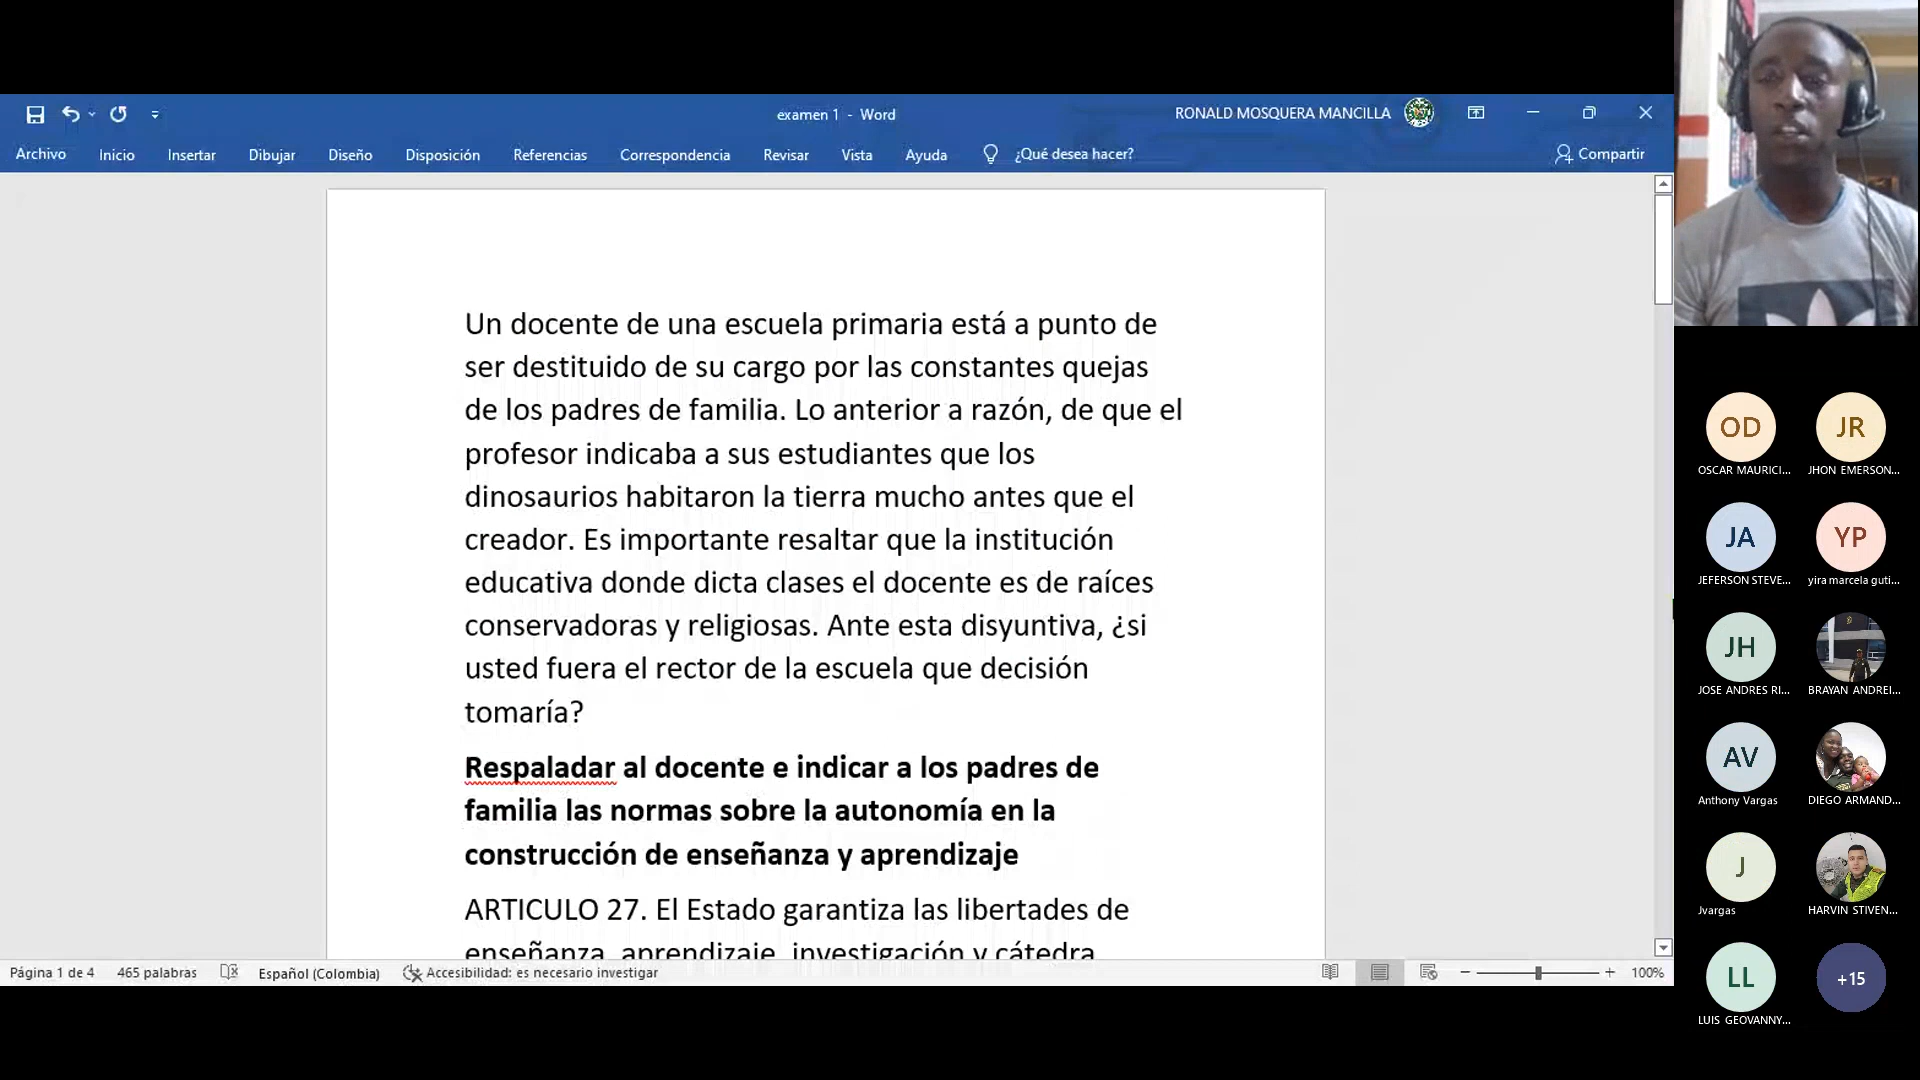 examen 1 - Word
RONALD MOSQUERA MANCILLA
Archivo Inicio Insertar Dibujar Diseño Disposición Referencias Correspondencia Revisar Vista Ayuda ¿Qué desea hacer? Compartir
Un docente de una escuela primaria está a punto de
ser destituido de su cargo por las constantes quejas
de los padres de familia. Lo anterior a razón, de que el
profesor indicaba a sus estudiantes que los
dinosaurios habitaron la tierra mucho antes que el
creador. Es importante resaltar que la institución
educativa donde dicta clases el docente es de raíces
conservadoras y religiosas. Ante esta disyuntiva, ¿si
usted fuera el rector de la escuela que decisión
tomaría?
Respaladar al docente e indicar a los padres de
familia las normas sobre la autonomía en la
construcción de enseñanza y aprendizaje
ARTICULO 27. El Estado garantiza las libertades de
enseñanza, aprendizaje, investigación y cátedra
Página 1 de 4 465 palabras Español (Colombia) Accesibilidad: es necesario investigar 100%
OD JR
OSCAR MAURICI... JHON EMERSON...
JA YP
JEFERSON STEVE... yira marcela guti...
JH
JOSE ANDRES RI... BRAYAN ANDREI...
AV
Anthony Vargas DIEGO ARMAND...
J
Jvargas HARVIN STIVEN...
LL +15
LUIS GEOVANNY...